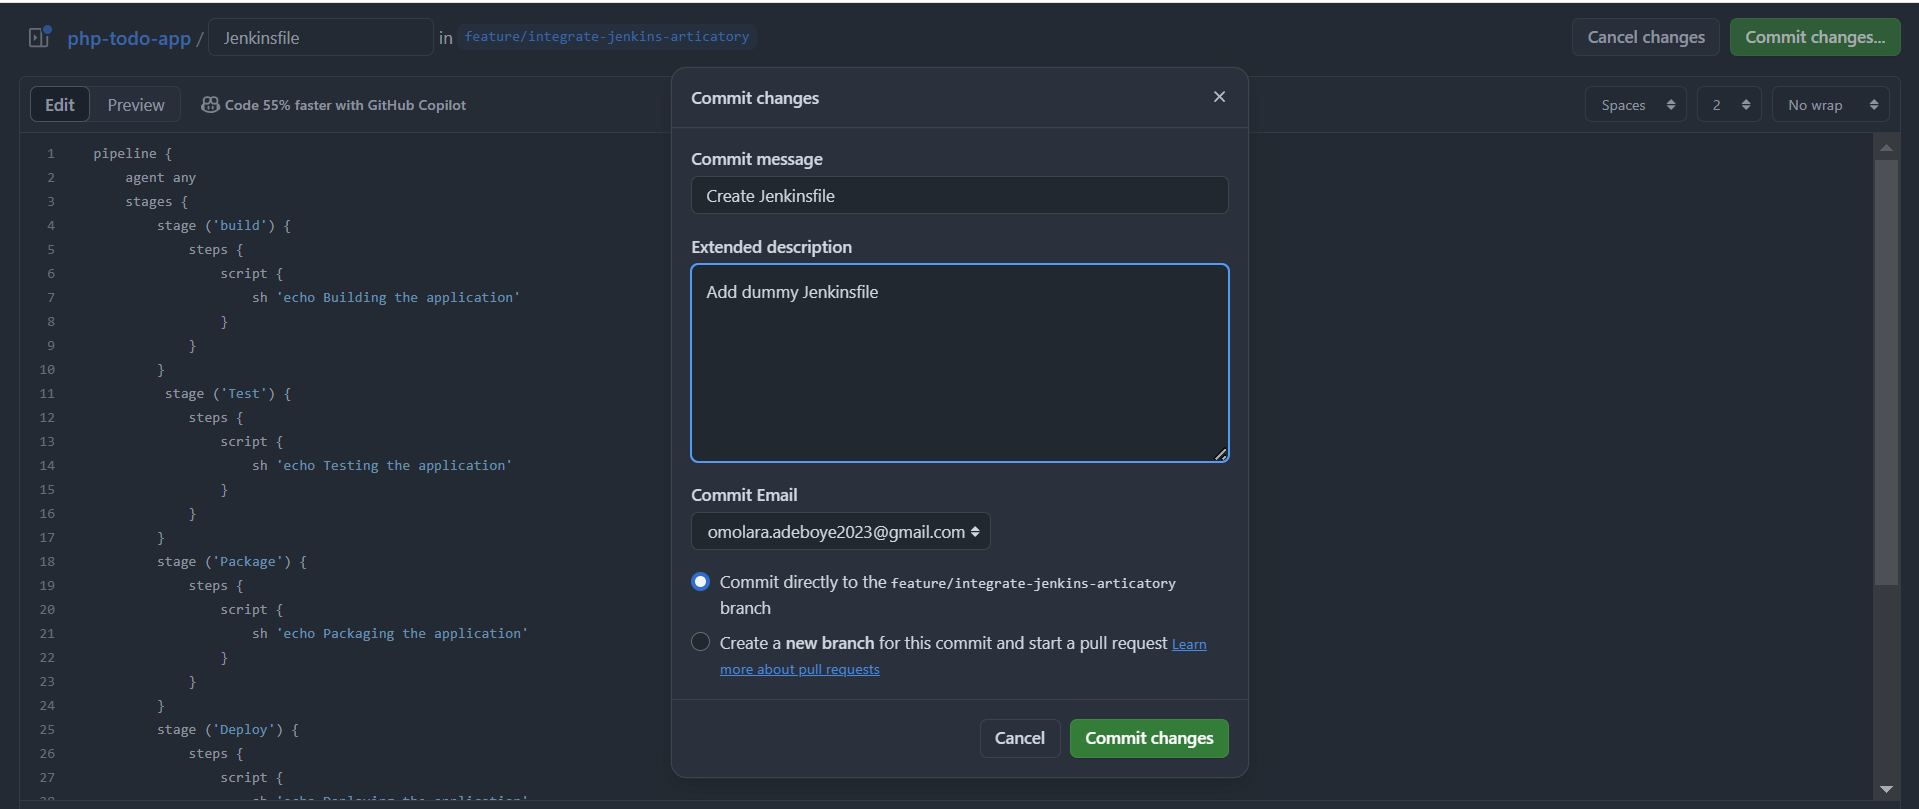 php-todo-app / Jenkinsfile in feature/integrate-jenkins-articatory Cancel changes Commit changes...
Edit Preview Code 55% faster with GitHub Copilot Spaces 2 No wrap
1 pipeline {
2 agent any
3 stages {
4 stage ('build') {
5 steps {
6 script {
7 sh 'echo Building the application'
8 }
9 }
10 }
11 stage ('Test') {
12 steps {
13 script {
14 sh 'echo Testing the application'
15 }
16 }
17 }
18 stage ('Package') {
19 steps {
20 script {
21 sh 'echo Packaging the application'
22 }
23 }
24 }
25 stage ('Deploy') {
26 steps {
27 script {
28 sh 'echo Deploying the application'
Commit changes
Commit message
Create Jenkinsfile
Extended description
Add dummy Jenkinsfile
Commit Email
omolara.adeboye2023@gmail.com
Commit directly to the feature/integrate-jenkins-articatory
branch
Create a new branch for this commit and start a pull request Learn
more about pull requests
Cancel Commit changes